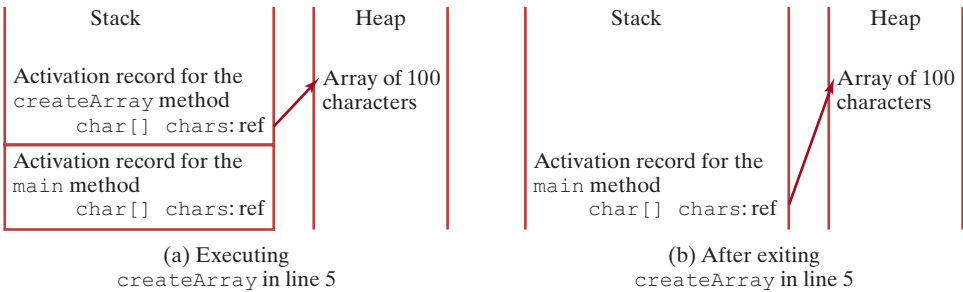 Stack
Heap
Activation record for the
createArray method
char[] chars: ref
Array of 100
characters
Activation record for the
main method
char[] chars: ref
(a) Executing
createArray in line 5
Stack
Heap
Array of 100
characters
Activation record for the
main method
char[] chars: ref
(b) After exiting
createArray in line 5